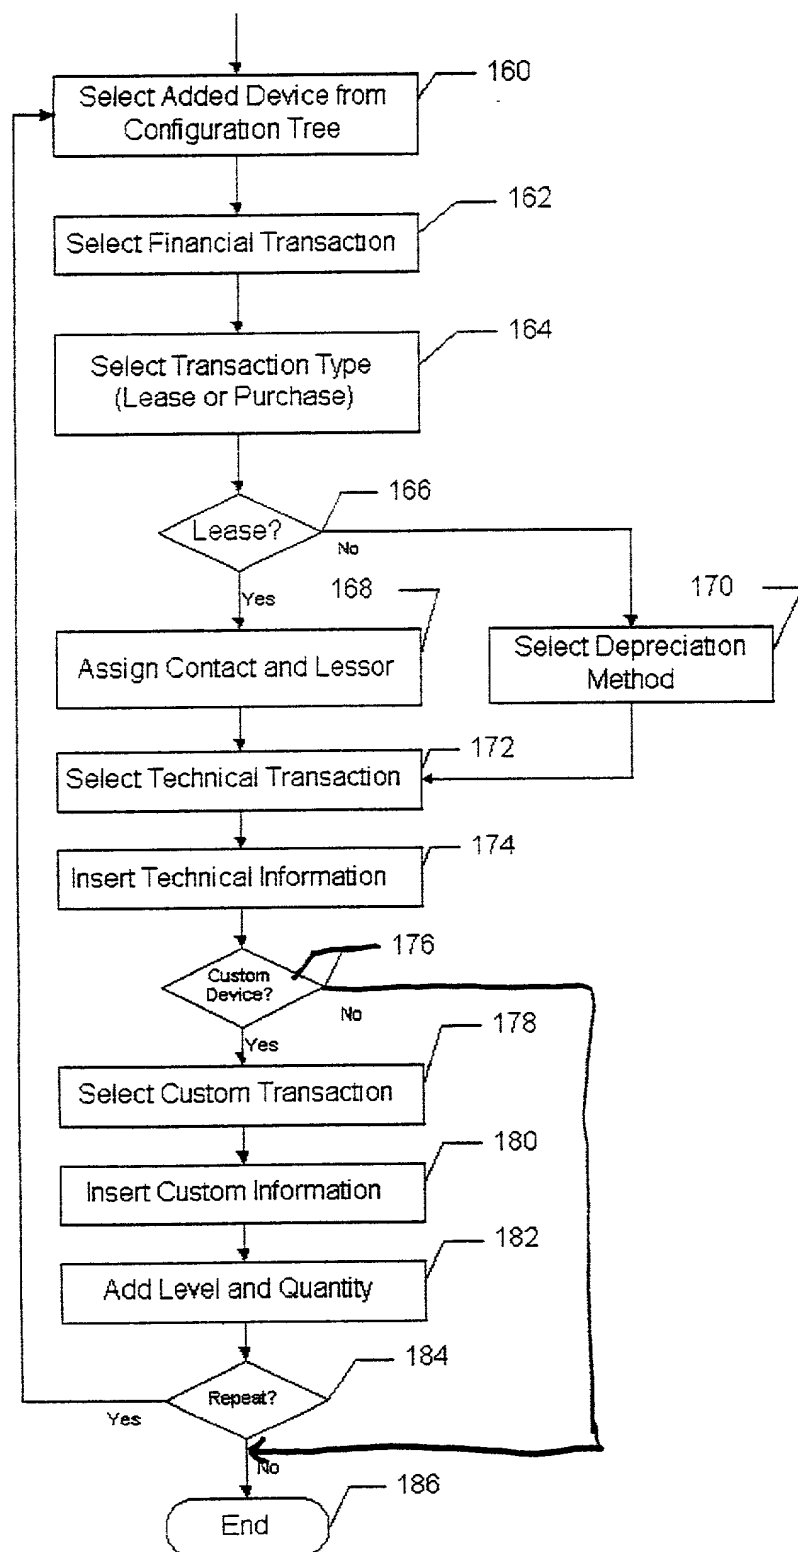 160
Select Added Device from
Configuration Tree
162
Select Financial Transaction
164
Select Transaction Type
(Lease or Purchase)
166
Lease?
No
Yes
168
170
Assign Contact and Lessor
Select Depreciation
Method
172
Select Technical Transaction
174
Insert Technical Information
176
Custom
Device?
No
Yes
178
Select Custom Transaction
180
Insert Custom Information
182
Add Level and Quantity
184
Repeat?
Yes
No
186
End